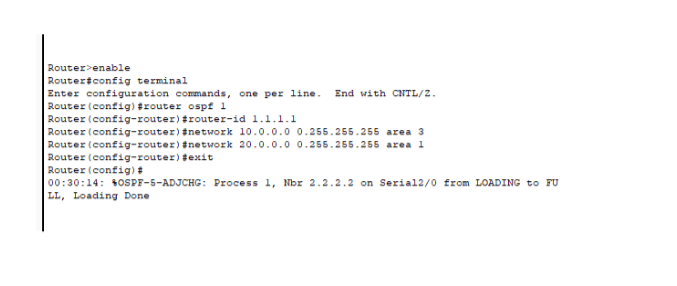 Router>enable
Router#config terminal
Enter configuration commands, one per line.  End with CNTL/Z.
Router(config)#router ospf 1
Router(config-router)#router-id 1.1.1.1
Router(config-router)#network 10.0.0.0 0.255.255.255 area 3
Router(config-router)#network 20.0.0.0 0.255.255.255 area 1
Router(config-router)#exit
Router(config)#
00:30:14: %OSPF-5-ADJCHG: Process 1, Nbr 2.2.2.2 on Serial2/0 from LOADING to FU
LL, Loading Done